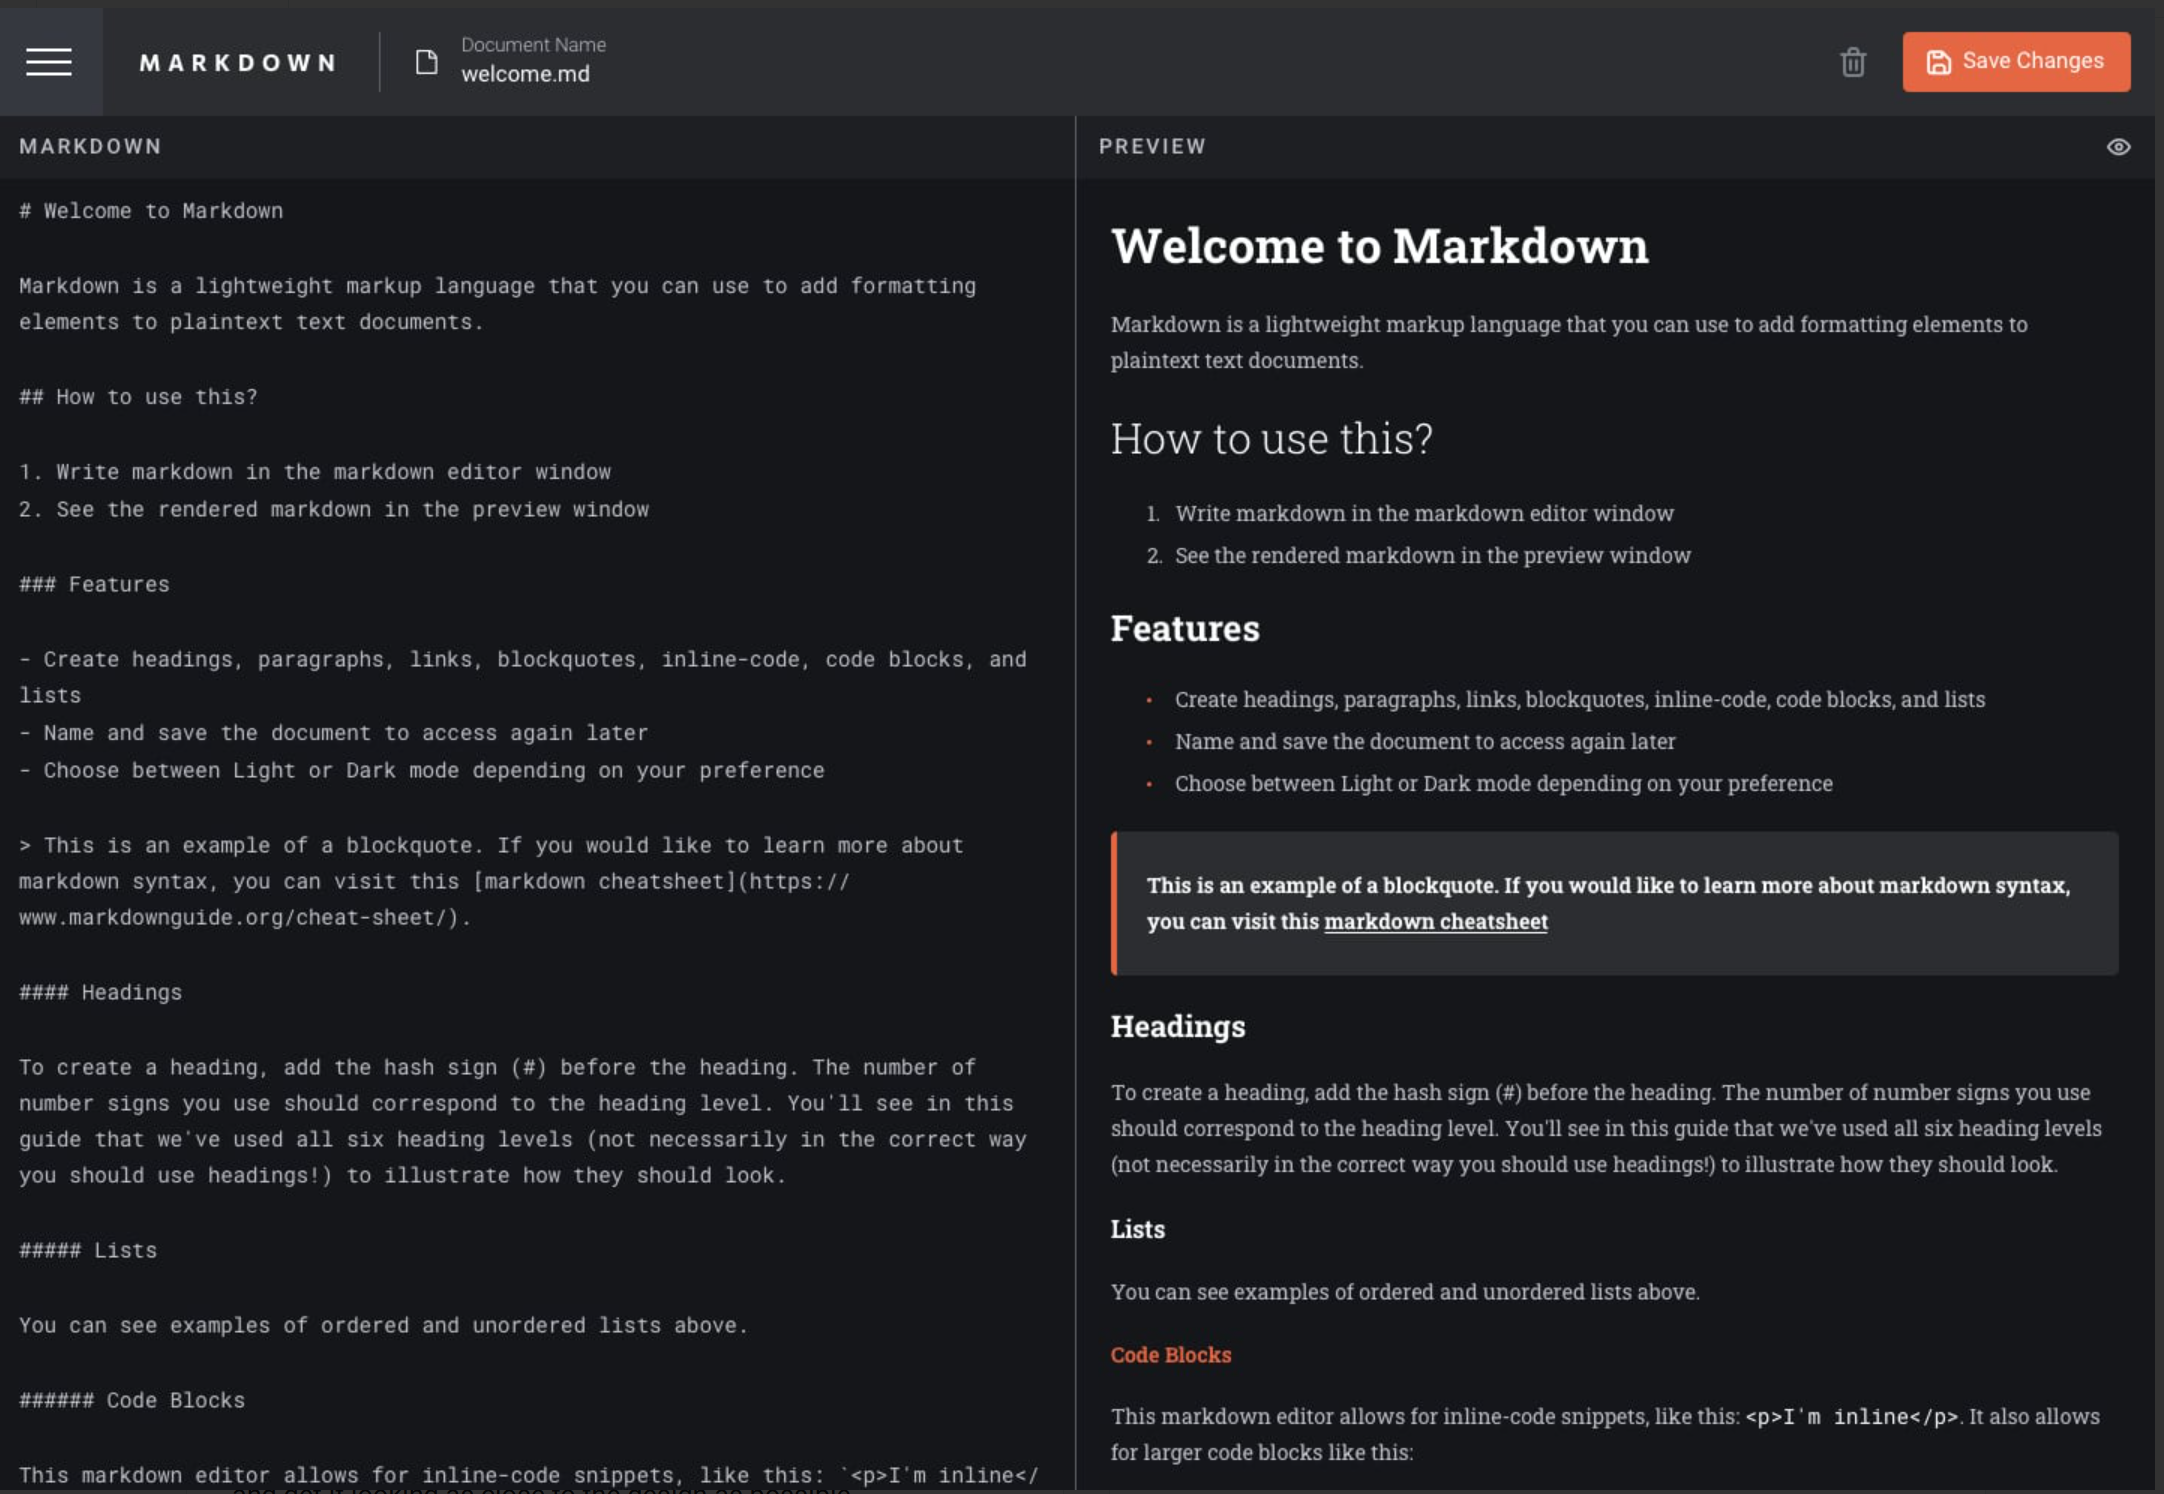 MARKDOWN
Document Name
welcome.md
Save Changes
MARKDOWN
# Welcome to Markdown
Markdown is a lightweight markup language that you can use to add formatting
elements to plaintext text documents.
## How to use this?
1. Write markdown in the markdown editor window
2. See the rendered markdown in the preview window
### Features
- Create headings, paragraphs, links, blockquotes, inline-code, code blocks, and
lists
- Name and save the document to access again later
- Choose between Light or Dark mode depending on your preference
> This is an example of a blockquote. If you would like to learn more about
markdown syntax, you can visit this [markdown cheatsheet](https://
www.markdownguide.org/cheat-sheet/).
#### Headings
To create a heading, add the hash sign (#) before the heading. The number of
number signs you use should correspond to the heading level. You'll see in this
guide that we've used all six heading levels (not necessarily in the correct way
you should use headings!) to illustrate how they should look.
##### Lists
You can see examples of ordered and unordered lists above.
###### Code Blocks
This markdown editor allows for inline-code snippets, like this: `<p>I'm inline</
PREVIEW
Welcome to Markdown
Markdown is a lightweight markup language that you can use to add formatting elements to
plaintext text documents.
How to use this?
1. Write markdown in the markdown editor window
2. See the rendered markdown in the preview window
Features
• Create headings, paragraphs, links, blockquotes, inline-code, code blocks, and lists
• Name and save the document to access again later
• Choose between Light or Dark mode depending on your preference
This is an example of a blockquote. If you would like to learn more about markdown syntax,
you can visit this markdown cheatsheet
Headings
To create a heading, add the hash sign (#) before the heading. The number of number signs you use
should correspond to the heading level. You'll see in this guide that we've used all six heading levels
(not necessarily in the correct way you should use headings!) to illustrate how they should look.
Lists
You can see examples of ordered and unordered lists above.
Code Blocks
This markdown editor allows for inline-code snippets, like this: <p>I'm inline</p>. It also allows
for larger code blocks like this: